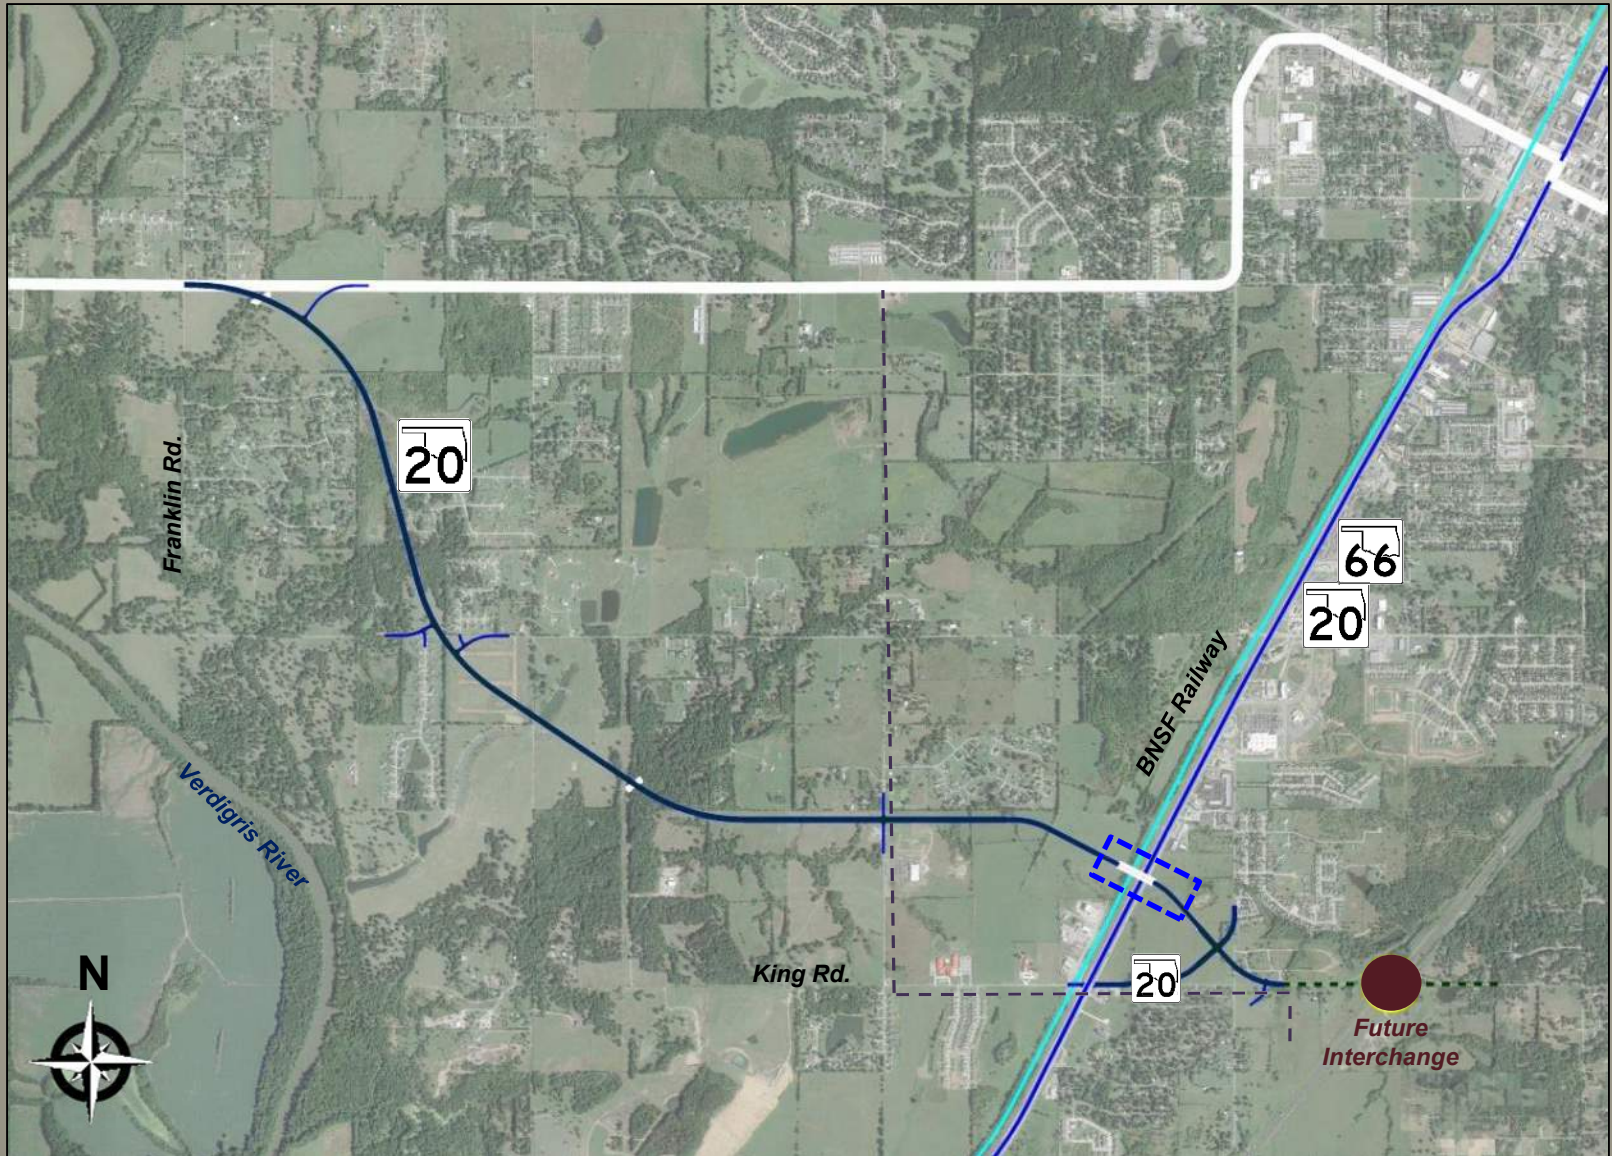 20
Franklin Rd.
66
20
BNSF Railway
Verdigris River
N
King Rd.
20
Future
Interchange